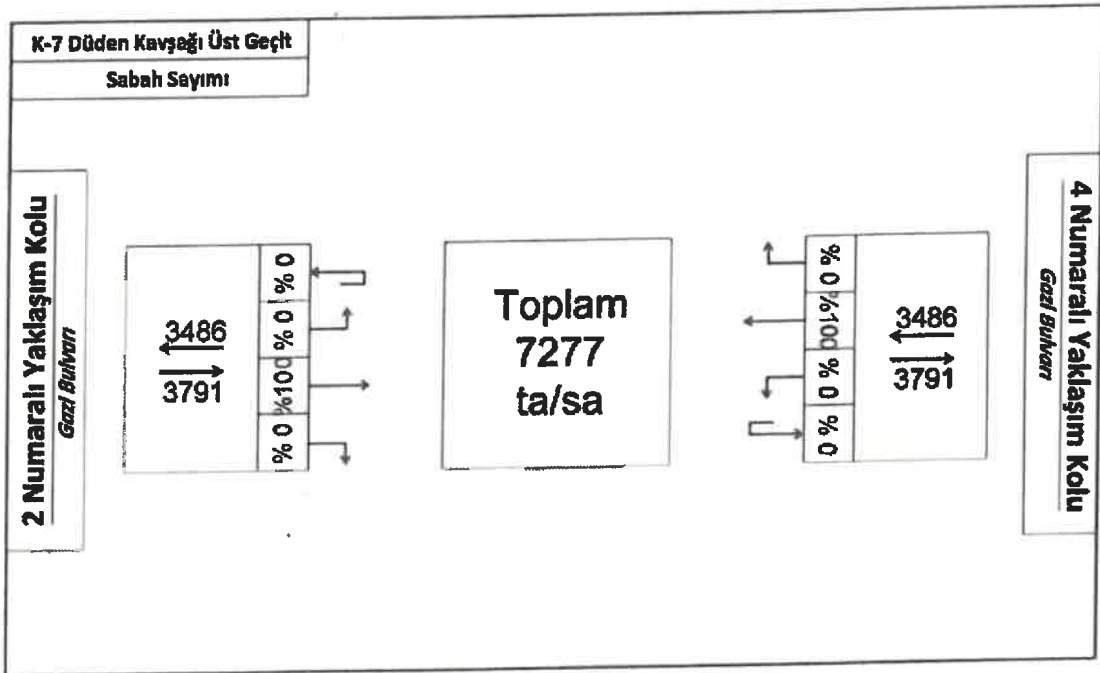 K-7 Düden Kavşağı Üst Geçit
Sabah Sayımı
2 Numaralı Yaklaşım Kolu
Gazi Bulvarı
3486
3791
% 0
% 0
%100
% 0
Toplam
7277
ta/sa
% 0
%100
% 0
% 0
3486
3791
4 Numaralı Yaklaşım Kolu
Gazi Bulvarı